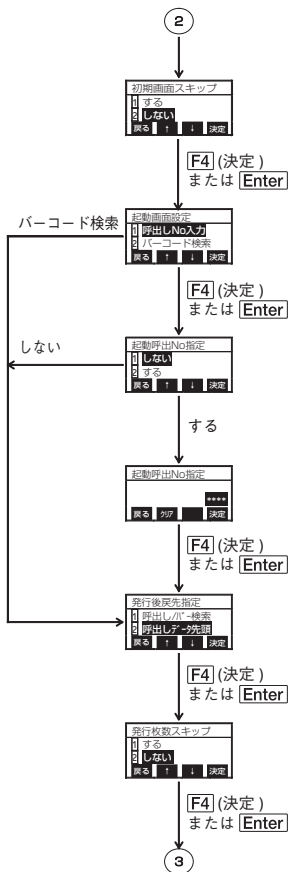 2
初期画面スキップ
1 する
2 しない
戻る ↑ ↓ 決定
F4 (決定)
または Enter
バーコード検索
起動画面設定
1 呼出しNo入力
2 バーコード検索
戻る ↑ ↓ 決定
F4 (決定)
または Enter
しない
起動呼出No指定
1 しない
2 する
戻る ↑ ↓ 決定
する
起動呼出No指定
****
戻る クリア 決定
F4 (決定)
または Enter
発行後戻先指定
1 呼出し/バー検索
2 呼出しデータ先頭
戻る ↑ ↓ 決定
F4 (決定)
または Enter
発行枚数スキップ
1 する
2 しない
戻る ↑ ↓ 決定
F4 (決定)
または Enter
3